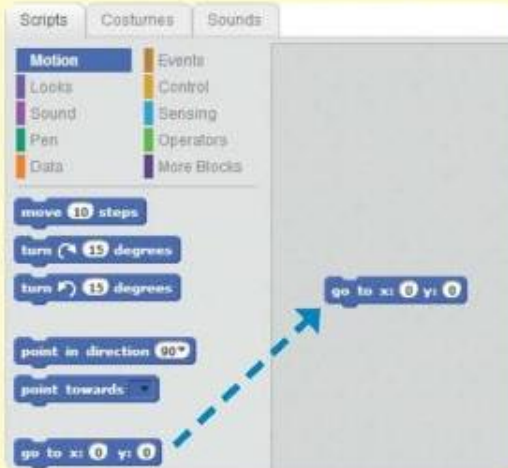 Scripts Costumes Sounds
Motion Events
Looks Control
Sound Sensing
Pen Operators
Data More Blocks
move 10 steps
turn 15 degrees
turn 15 degrees
go to x: 0 y: 0
point in direction 90
point towards
go to x: 0 y: 0